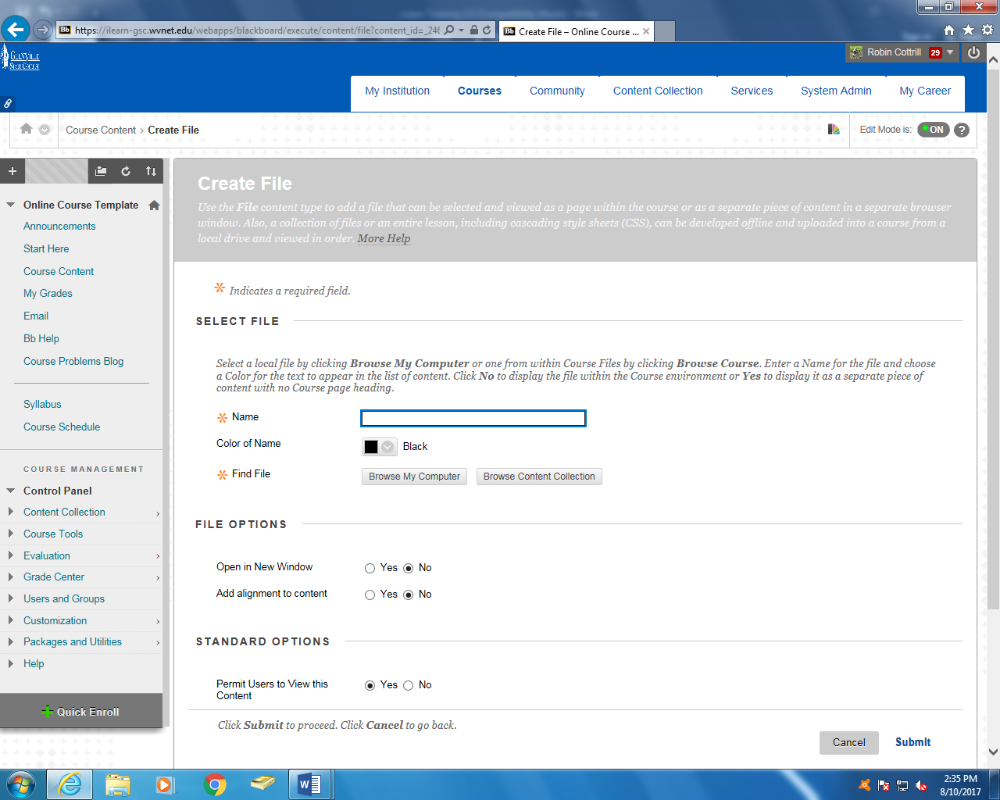 https://ilearn-gsc.wvnet.edu/webapps/blackboard/execute/content/file?content_id=_246
Bb Create File – Online Course ...
GLENVILLE
STATE COLLEGE
Robin Cottrill 29
My Institution Courses Community Content Collection Services System Admin My Career
Course Content > Create File
Edit Mode is: ON ?
Online Course Template
Announcements
Start Here
Course Content
My Grades
Email
Bb Help
Course Problems Blog
Syllabus
Course Schedule
COURSE MANAGEMENT
Control Panel
Content Collection
Course Tools
Evaluation
Grade Center
Users and Groups
Customization
Packages and Utilities
Help
Quick Enroll
Create File
Use the File content type to add a file that can be selected and viewed as a page within the course or as a separate piece of content in a separate browser
window. Also, a collection of files or an entire lesson, including cascading style sheets (CSS), can be developed offline and uploaded into a course from a
local drive and viewed in order. More Help
Indicates a required field.
SELECT FILE
Select a local file by clicking Browse My Computer or one from within Course Files by clicking Browse Course. Enter a Name for the file and choose
a Color for the text to appear in the list of content. Click No to display the file within the Course environment or Yes to display it as a separate piece of
content with no Course page heading.
Name
Color of Name Black
Find File Browse My Computer Browse Content Collection
FILE OPTIONS
Open in New Window Yes No
Add alignment to content Yes No
STANDARD OPTIONS
Permit Users to View this
Content Yes No
Click Submit to proceed. Click Cancel to go back.
Cancel Submit
2:35 PM
8/10/2017